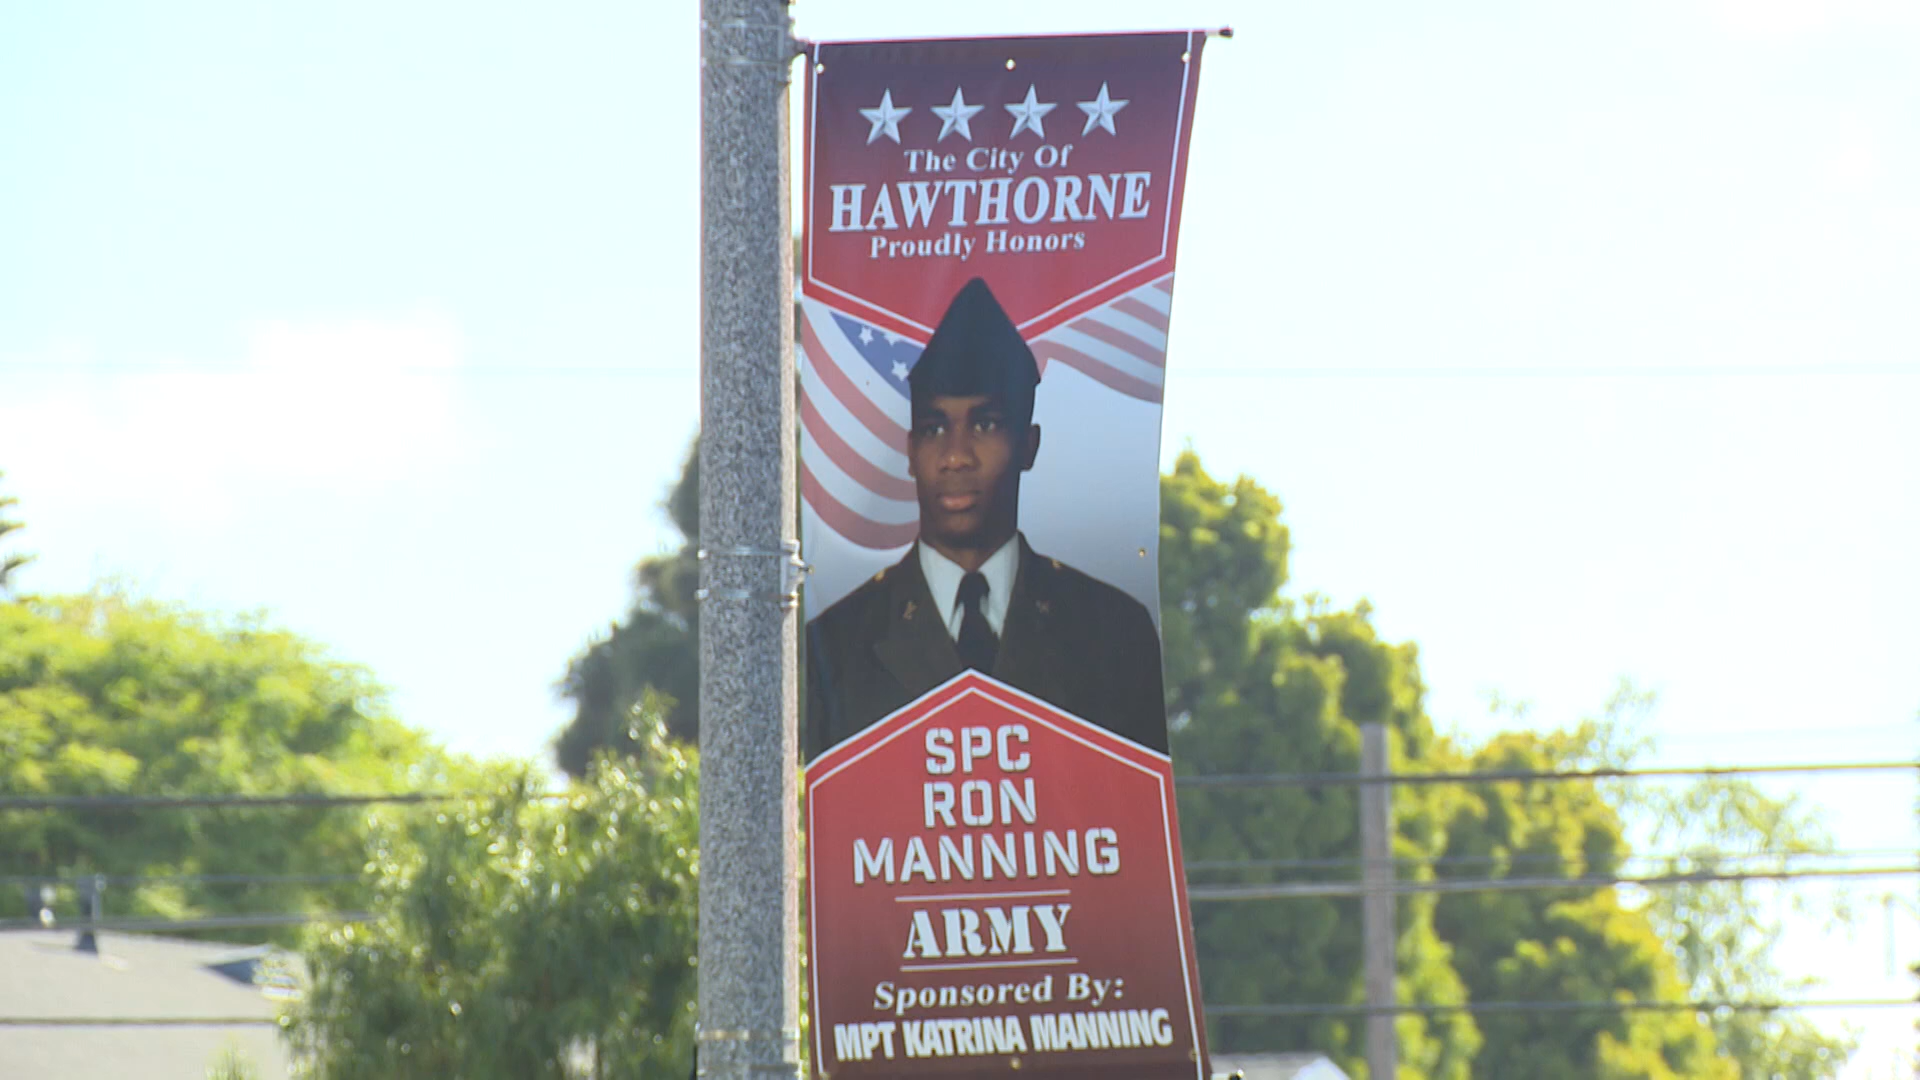 The City Of
HAWTHORNE
Proudly Honors
SPC
RON
MANNING
ARMY
Sponsored By:
MPT KATRINA MANNING